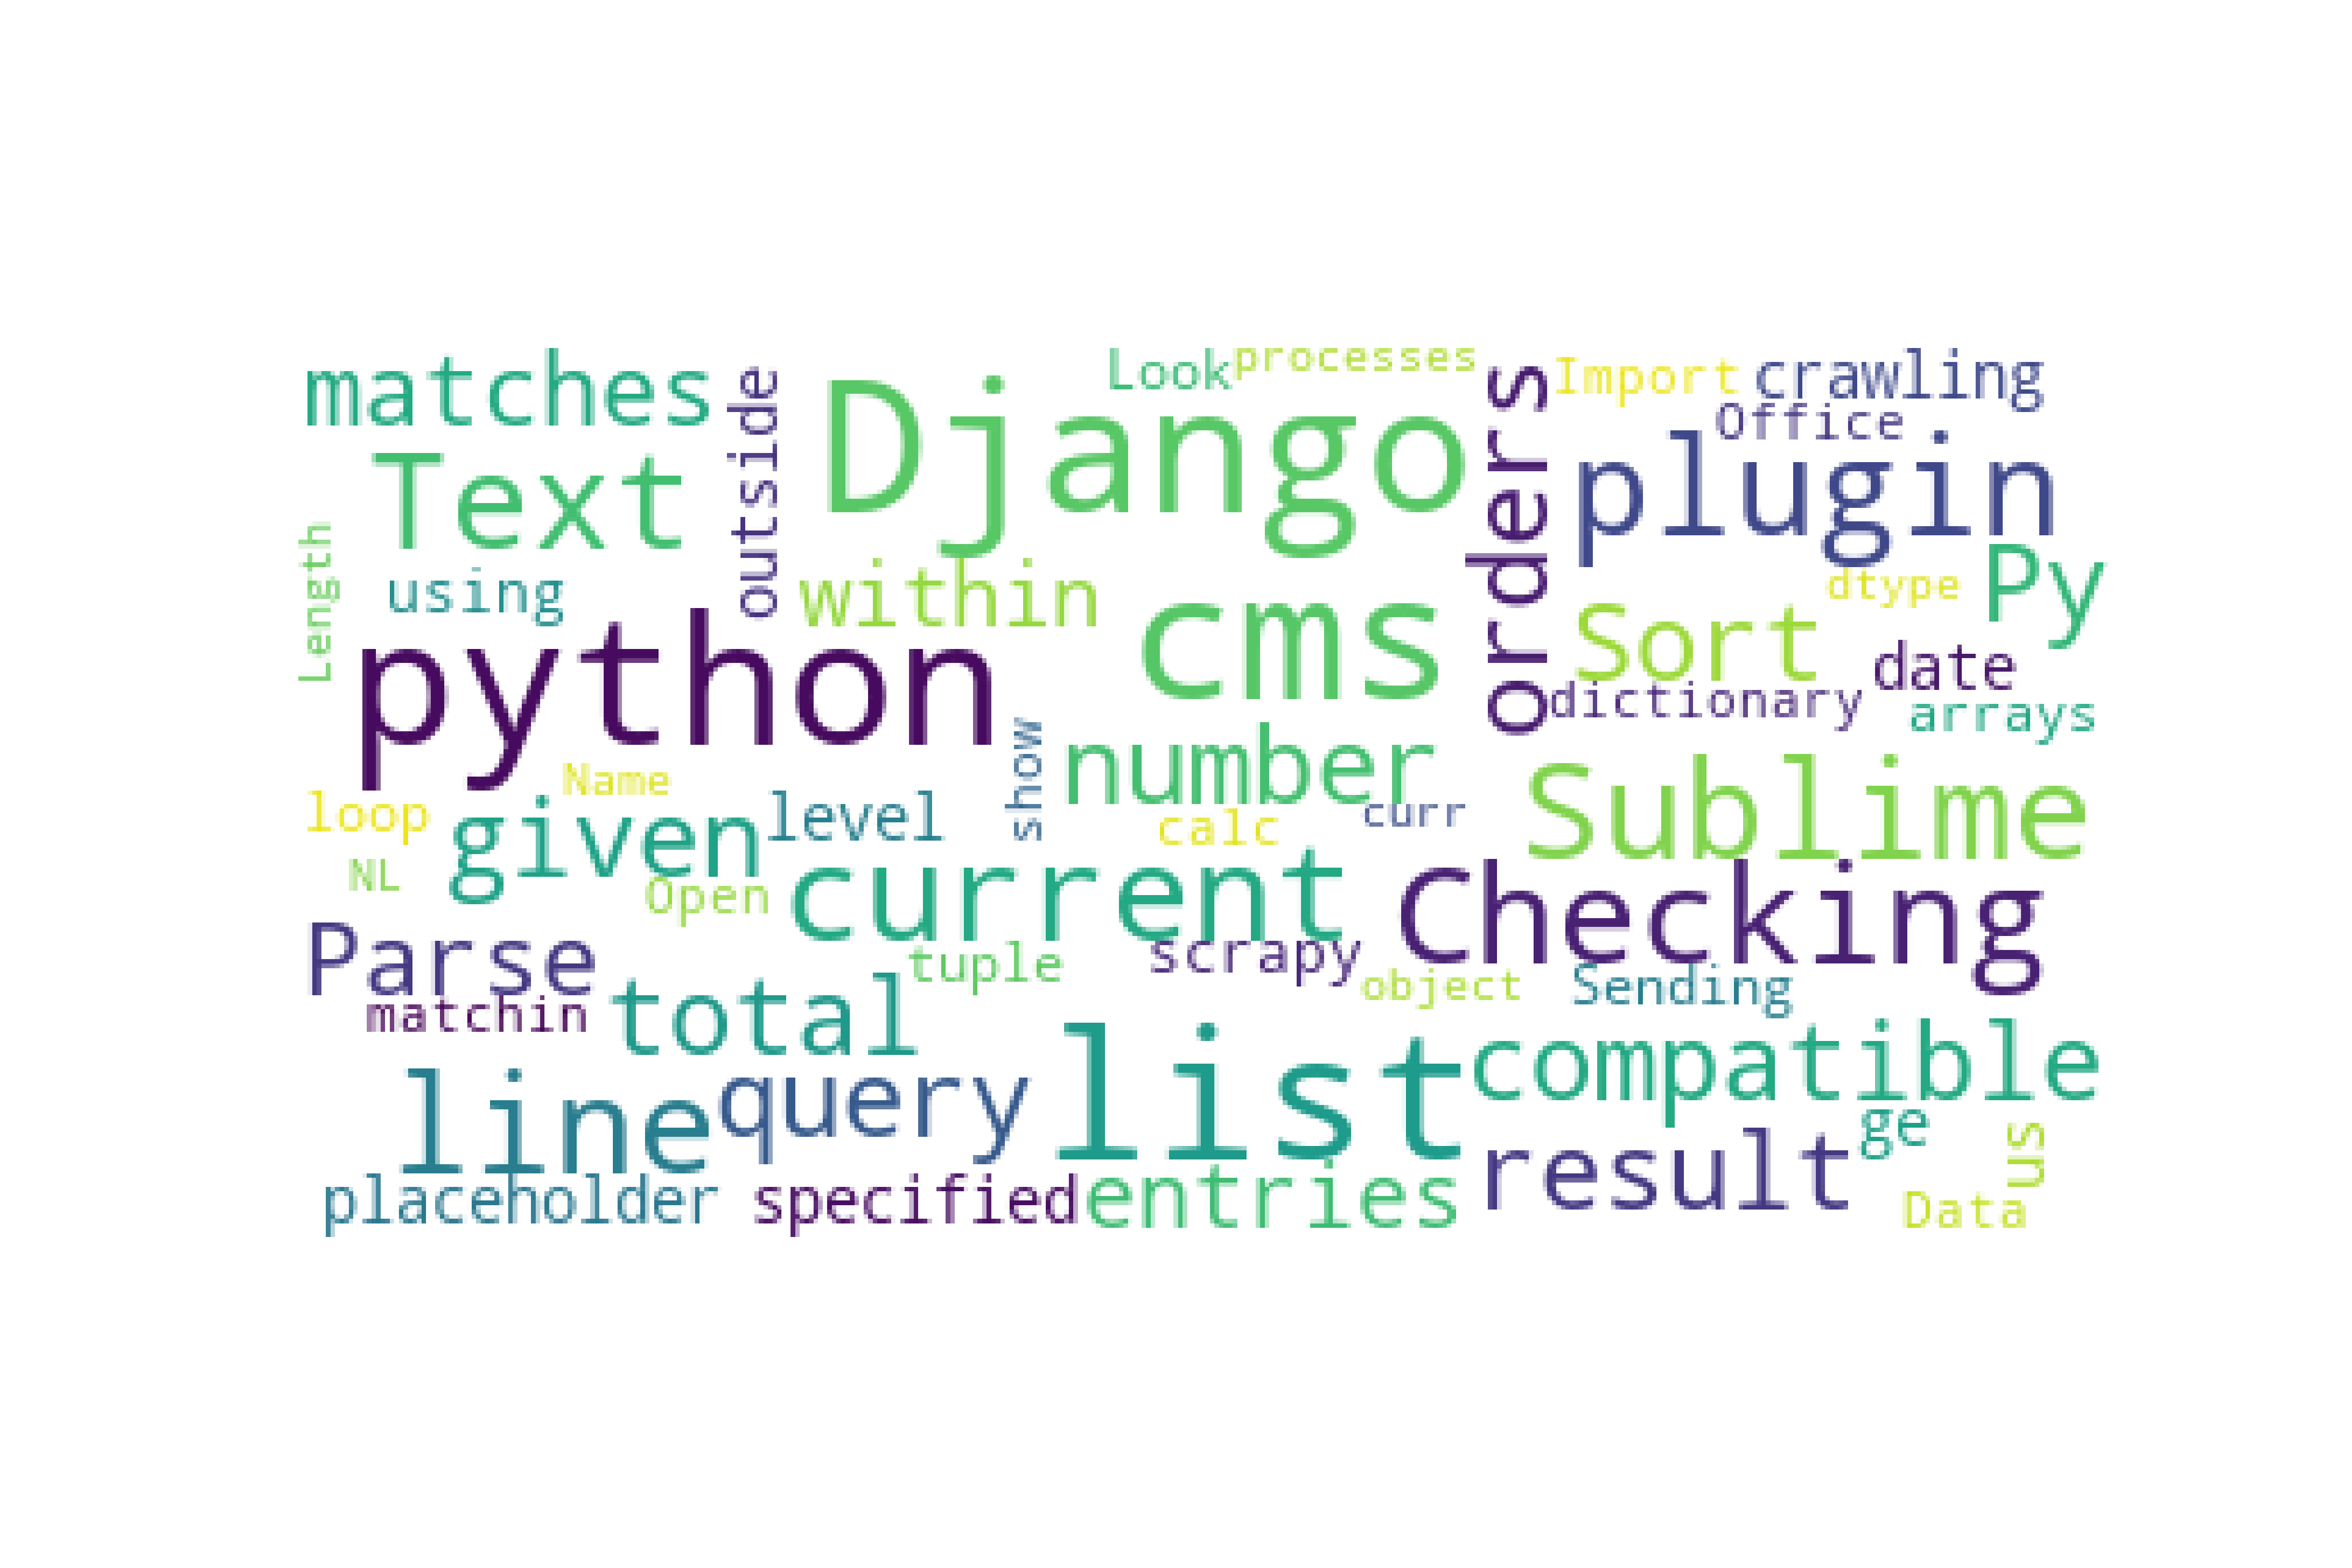 matches
outside
Django
Look
processes
orders
Import
crawling
Office
Text
plugin
Length
using
within
cms
dtype
Py
python
Sort
date
dictionary
arrays
show
number
Sublime
Name
loop
given
level
calc
curr
NL
Open
current
Checking
Parse
tuple
scrapy
object
Sending
matchin
total
list
compatible
line
query
ge
us
result
placeholder
specified
entries
Data